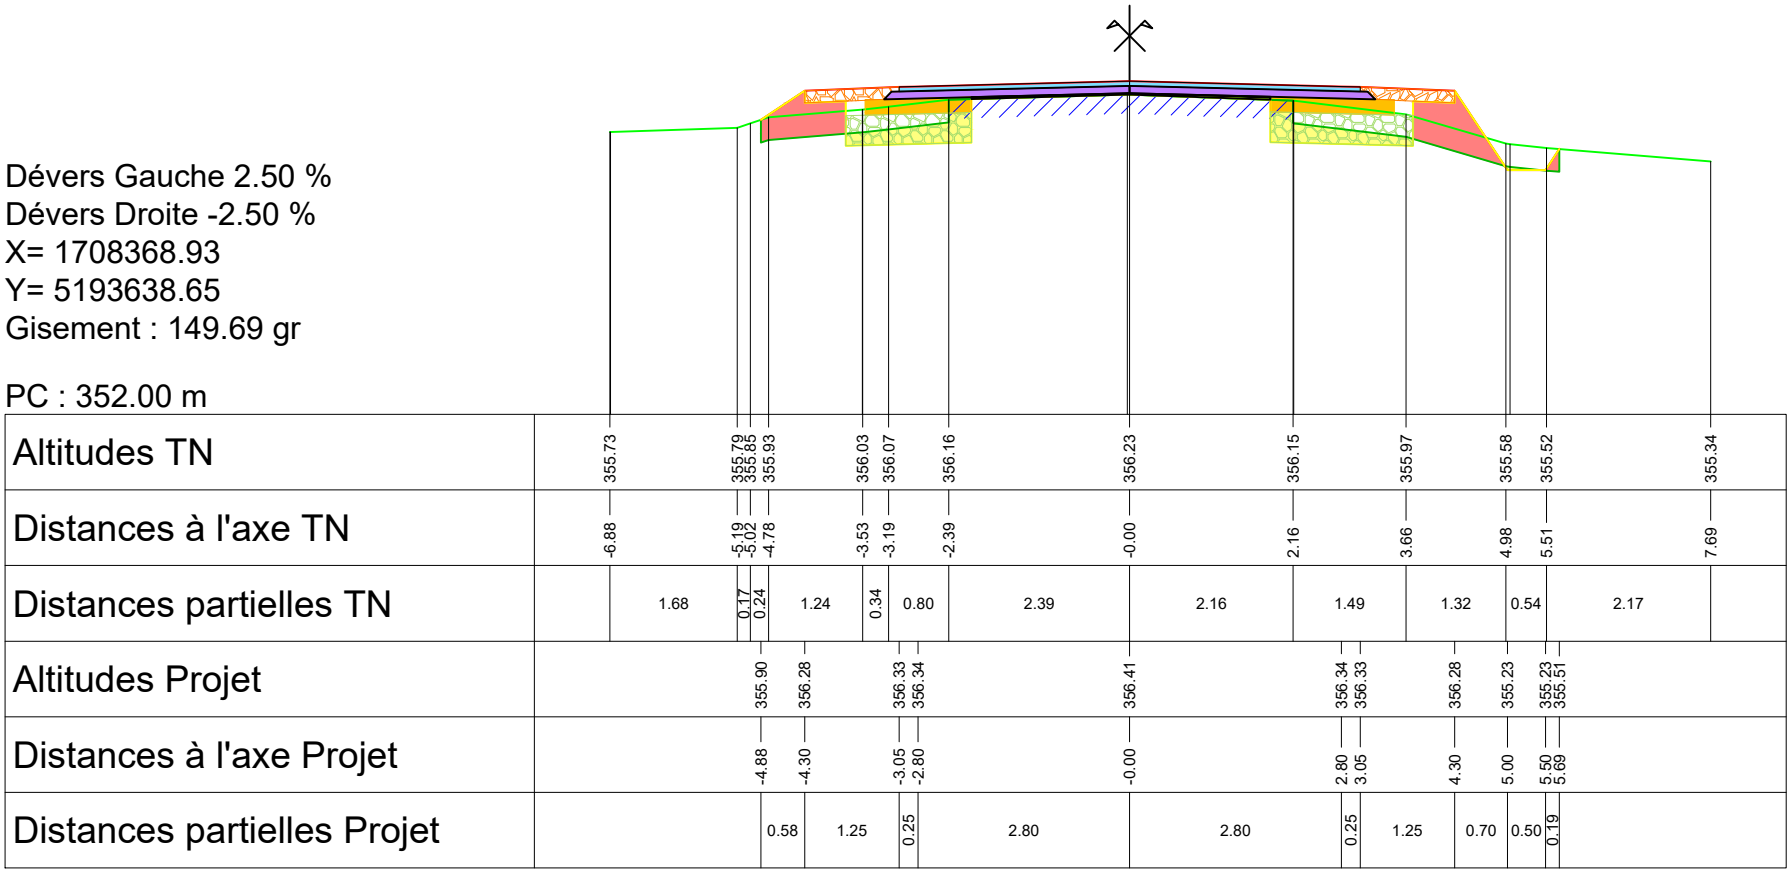 Dévers Gauche 2.50 %
Dévers Droite -2.50 %
X= 1708368.93
Y= 5193638.65
Gisement : 149.69 gr
PC : 352.00 m
Altitudes TN 355.73 355.79 355.85 355.93 356.03 356.07 356.16 356.23 356.15 355.97 355.58 355.52 355.34
Distances à l'axe TN -6.88 -5.19 -5.02 -4.78 -3.53 -3.19 -2.39 -0.00 2.16 3.66 4.98 5.51 7.69
Distances partielles TN 1.68 0.17 0.24 1.24 0.34 0.80 2.39 2.16 1.49 1.32 0.54 2.17
Altitudes Projet 355.90 356.28 356.33 356.34 356.41 356.34 356.33 356.28 355.23 355.23 355.51
Distances à l'axe Projet -4.88 -4.30 -3.05 -2.80 -0.00 2.80 3.05 4.30 5.00 5.50 5.69
Distances partielles Projet 0.58 1.25 0.25 2.80 2.80 0.25 1.25 0.70 0.50 0.19